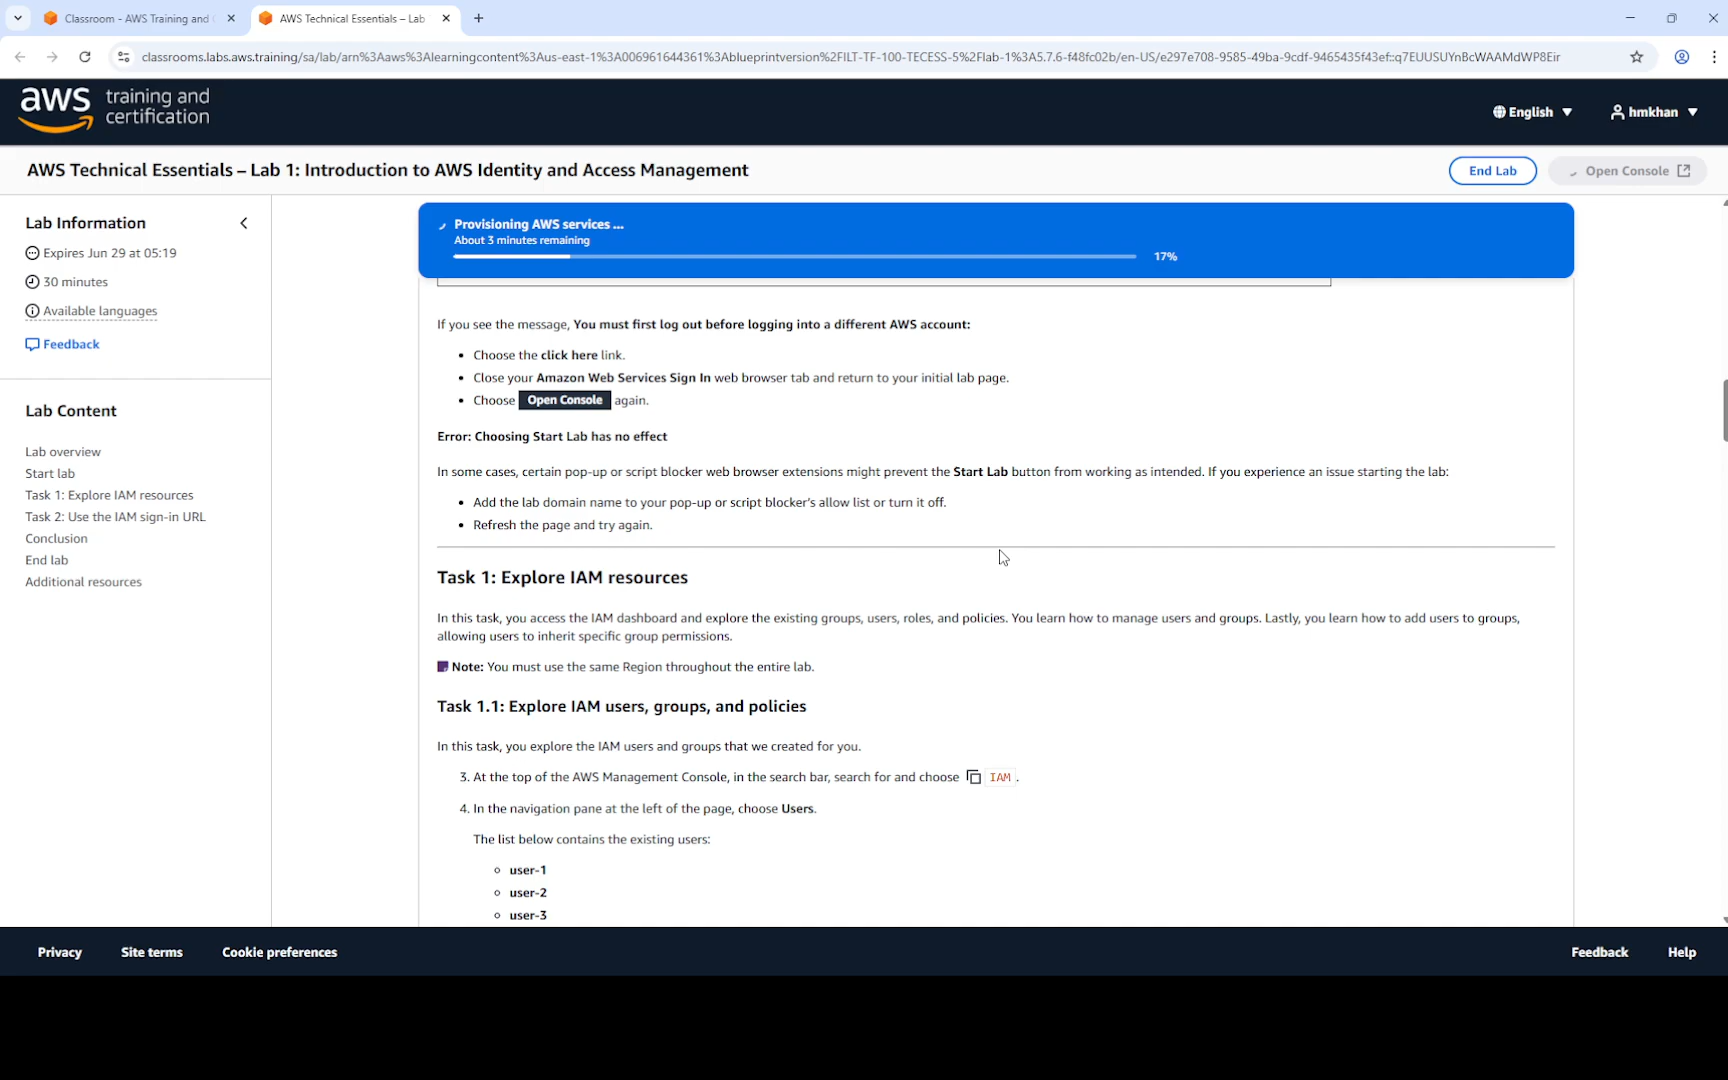 Classroom - AWS Training and
AWS Technical Essentials – Lab
classrooms.labs.aws.training/sa/lab/arn%3Aaws%3Alearningcontent%3Aus-east-1%3A006961644361%3Ablueprintversion%2FILT-TF-100-TECESS-5%2Flab-1%3A5.7.6-f48fc02b/en-US/e297e708-9585-49ba-9cdf-9465435f43ef::q7EUUSUYnBcWAAMdWP8Eir
aws training and certification
English
hmkhan
AWS Technical Essentials – Lab 1: Introduction to AWS Identity and Access Management
End Lab
Open Console
Lab Information
Expires Jun 29 at 05:19
30 minutes
Available languages
Feedback
Lab Content
Lab overview
Start lab
Task 1: Explore IAM resources
Task 2: Use the IAM sign-in URL
Conclusion
End lab
Additional resources
Provisioning AWS services ...
About 3 minutes remaining
17%
If you see the message, You must first log out before logging into a different AWS account:
• Choose the click here link.
• Close your Amazon Web Services Sign In web browser tab and return to your initial lab page.
• Choose Open Console again.
Error: Choosing Start Lab has no effect
In some cases, certain pop-up or script blocker web browser extensions might prevent the Start Lab button from working as intended. If you experience an issue starting the lab:
• Add the lab domain name to your pop-up or script blocker's allow list or turn it off.
• Refresh the page and try again.
Task 1: Explore IAM resources
In this task, you access the IAM dashboard and explore the existing groups, users, roles, and policies. You learn how to manage users and groups. Lastly, you learn how to add users to groups,
allowing users to inherit specific group permissions.
Note: You must use the same Region throughout the entire lab.
Task 1.1: Explore IAM users, groups, and policies
In this task, you explore the IAM users and groups that we created for you.
3. At the top of the AWS Management Console, in the search bar, search for and choose IAM .
4. In the navigation pane at the left of the page, choose Users.
The list below contains the existing users:
user-1
user-2
user-3
Privacy
Site terms
Cookie preferences
Feedback
Help